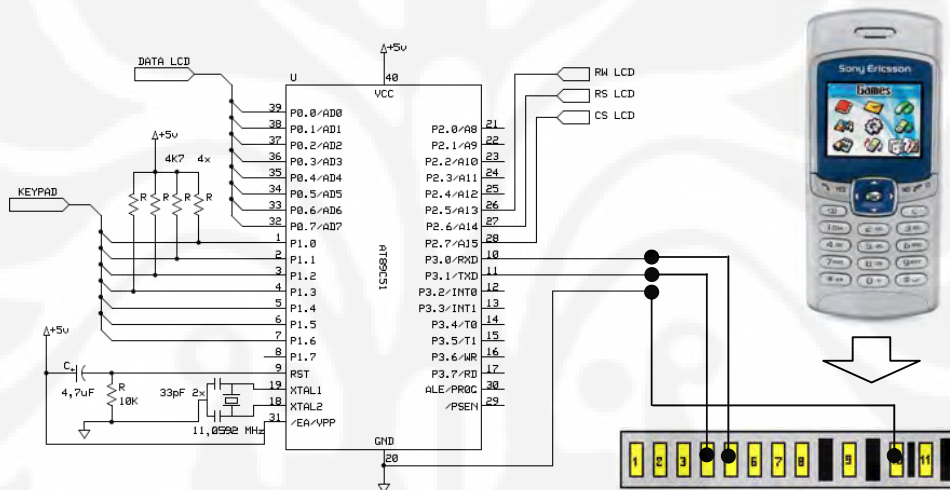 +5v
DATA LCD
U
40
VCC
RW LCD
RS LCD
CS LCD
+5v
4K7 4x
R R R R
KEYPAD
39 P0.0/AD0
38 P0.1/AD1
37 P0.2/AD2
36 P0.3/AD3
35 P0.4/AD4
34 P0.5/AD5
33 P0.6/AD6
32 P0.7/AD7
1 P1.0
2 P1.1
3 P1.2
4 P1.3
5 P1.4
6 P1.5
7 P1.6
8 P1.7
9 RST
19 XTAL1
18 XTAL2
31 /EA/VPP
AT89C51
P2.0/A8 21
P2.1/A9 22
P2.2/A10 23
P2.3/A11 24
P2.4/A12 25
P2.5/A13 26
P2.6/A14 27
P2.7/A15 28
P3.0/RXD 10
P3.1/TXD 11
P3.2/INT0 12
P3.3/INT1 13
P3.4/T0 14
P3.5/T1 15
P3.6/WR 16
P3.7/RD 17
ALE/PROG 30
/PSEN 29
GND
20
+5v
C+
4,7uF
R
10K
33pF 2x
11,0592 MHz
Sony Ericsson
Games
YES
1 2 3 6 7 8 9 11